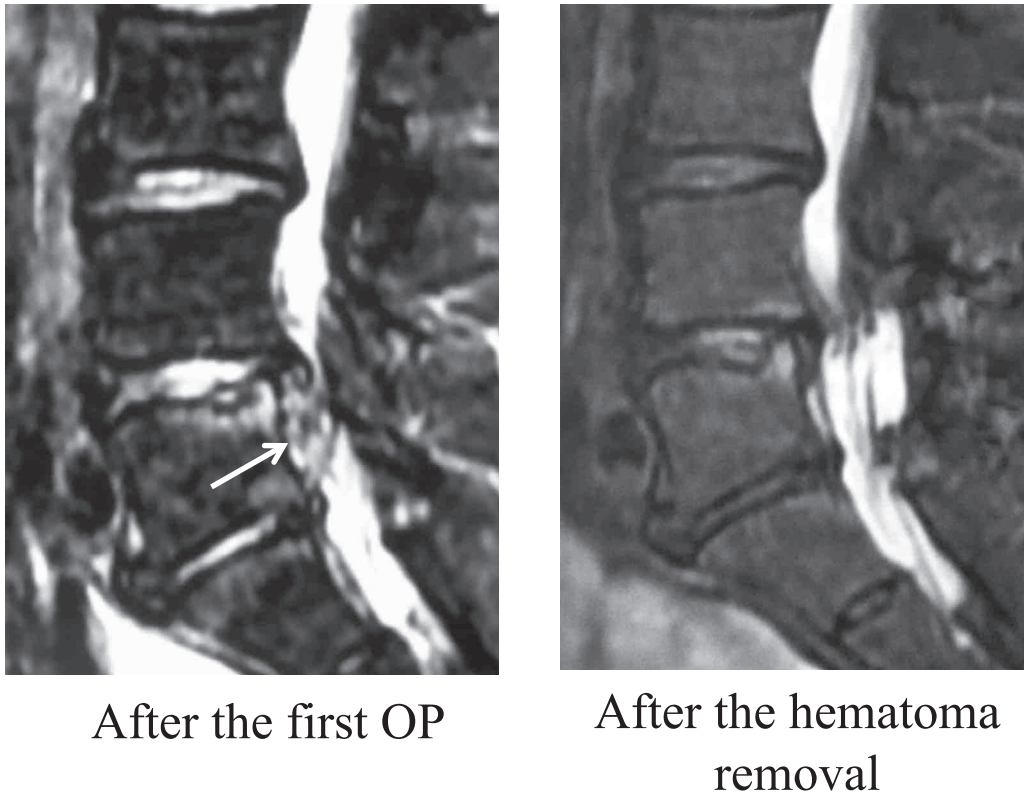 After the first OP
After the hematoma
removal